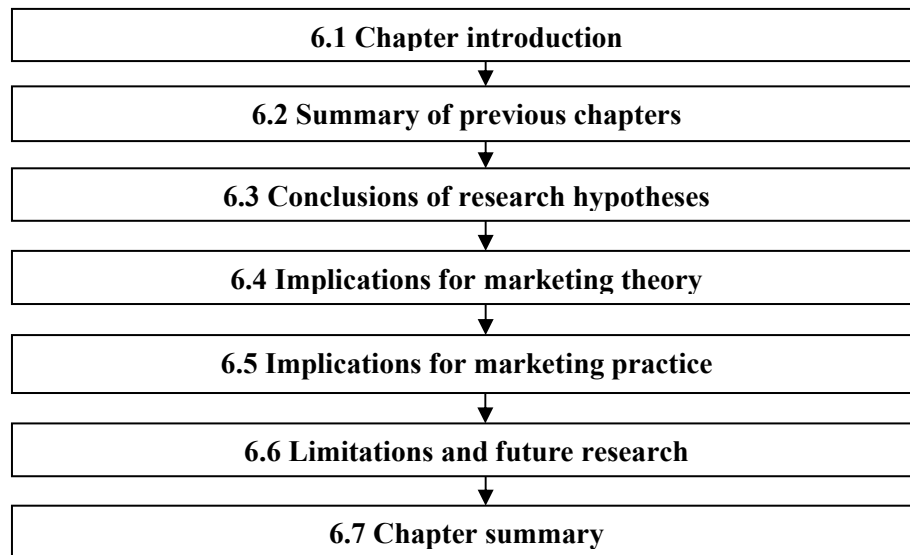 6.1 Chapter introduction
6.2 Summary of previous chapters
6.3 Conclusions of research hypotheses
6.4 Implications for marketing theory
6.5 Implications for marketing practice
6.6 Limitations and future research
6.7 Chapter summary